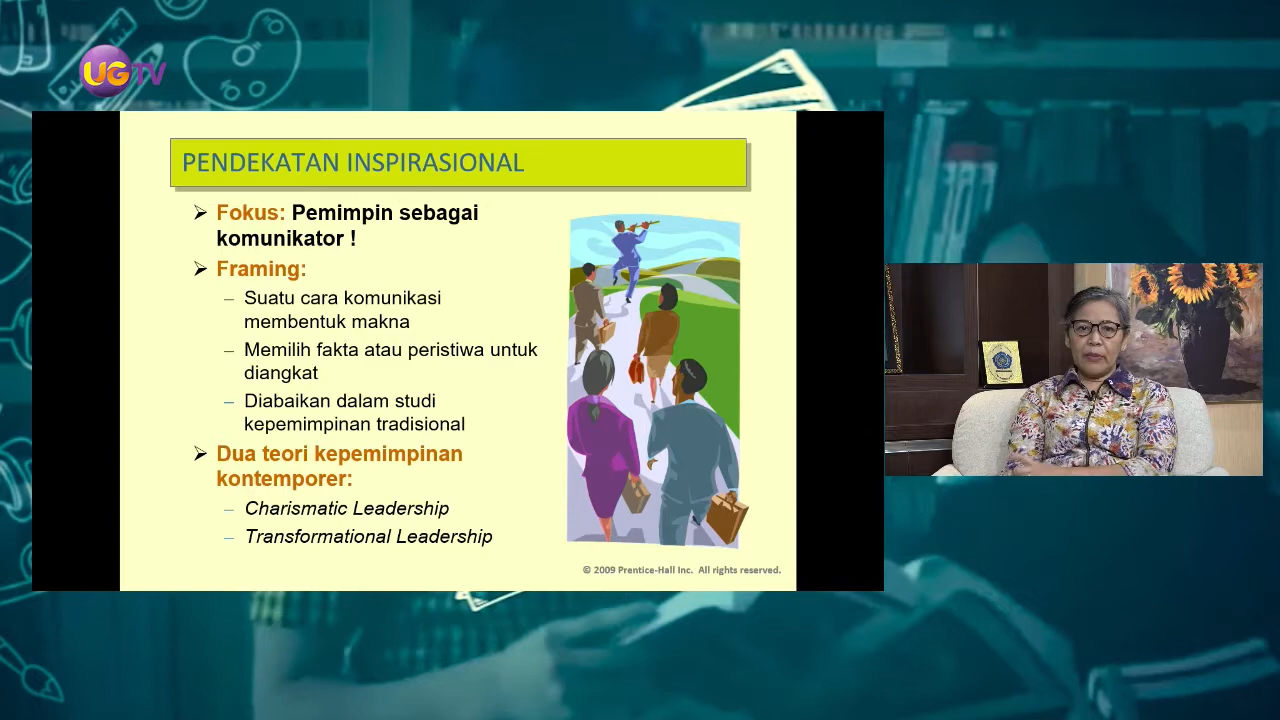 UGTV
PENDEKATAN INSPIRASIONAL
➢ Fokus: Pemimpin sebagai
komunikator !
➢ Framing:
– Suatu cara komunikasi
membentuk makna
– Memilih fakta atau peristiwa untuk
diangkat
– Diabaikan dalam studi
kepemimpinan tradisional
➢ Dua teori kepemimpinan
kontemporer:
– Charismatic Leadership
– Transformational Leadership
© 2009 Prentice-Hall Inc. All rights reserved.